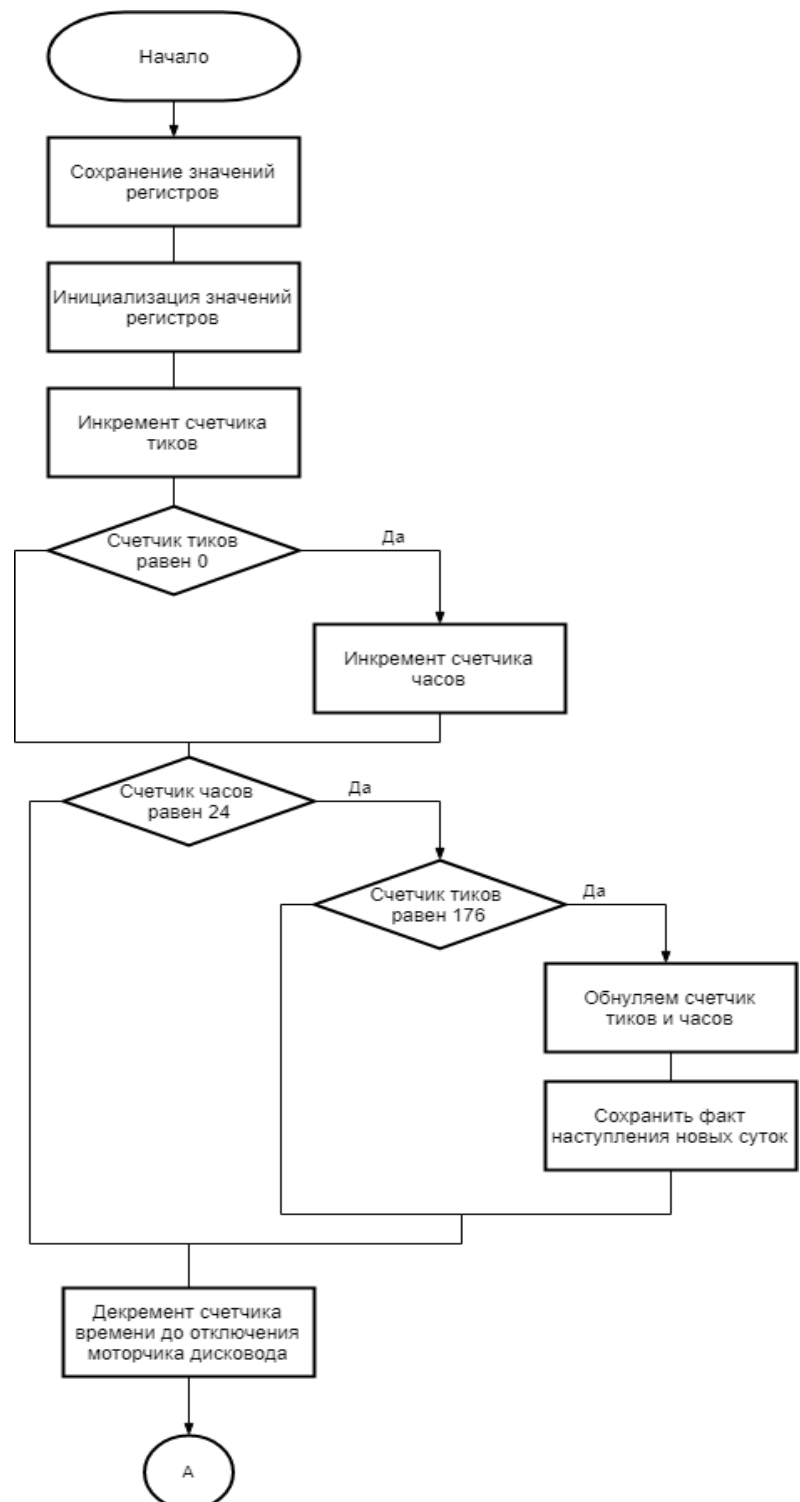 Начало
Сохранение значений
регистров
Инициализация значений
регистров
Инкремент счетчика
тиков
Счетчик тиков
равен 0
Да
Инкремент счетчика
часов
Счетчик часов
равен 24
Да
Счетчик тиков
равен 176
Да
Обнуляем счетчик
тиков и часов
Сохранить факт
наступления новых суток
Декремент счетчика
времени до отключения
моторчика дисковода
А